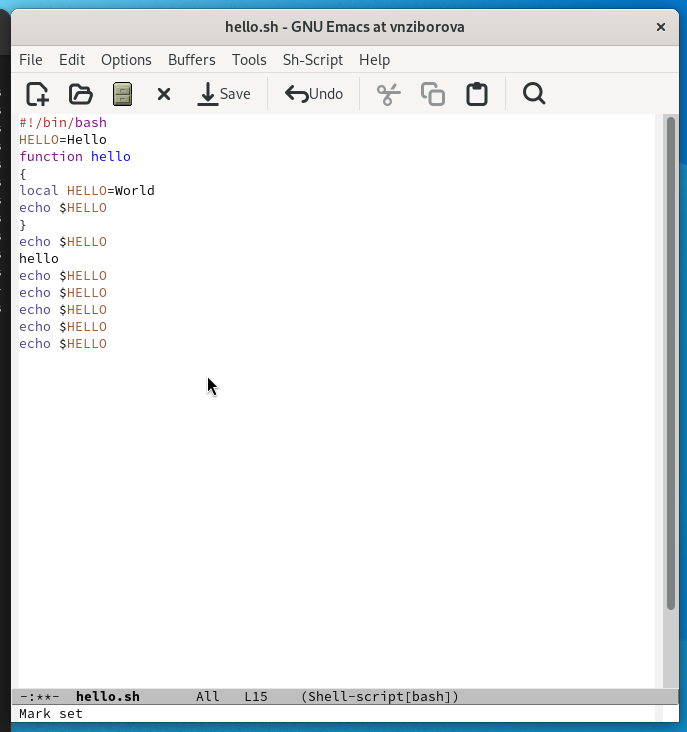 hello.sh - GNU Emacs at vnziborova
File Edit Options Buffers Tools Sh-Script Help
Save Undo
#!/bin/bash
HELLO=Hello
function hello
{
local HELLO=World
echo $HELLO
}
echo $HELLO
hello
echo $HELLO
echo $HELLO
echo $HELLO
echo $HELLO
echo $HELLO
-:**- hello.sh All L15 (Shell-script[bash])
Mark set